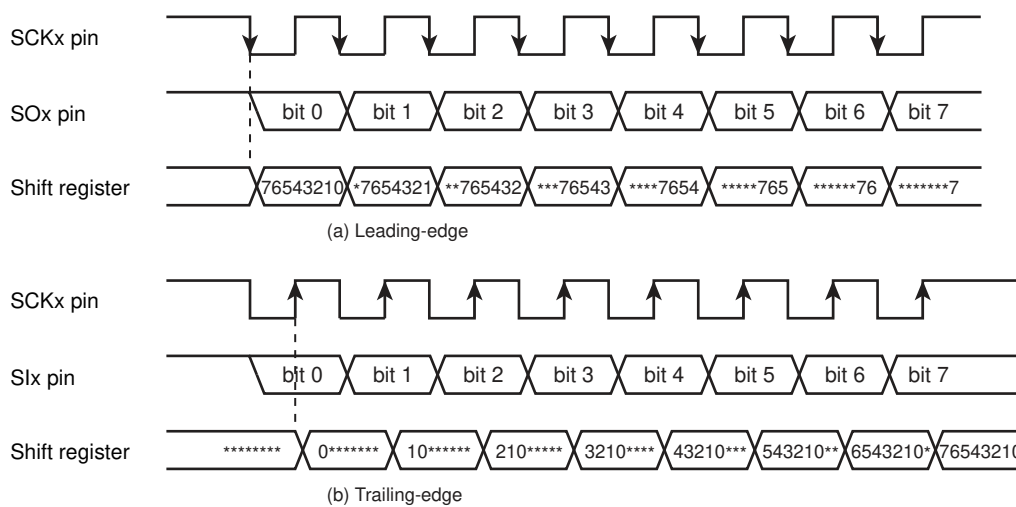 SCKx pin
SOx pin bit 0 bit 1 bit 2 bit 3 bit 4 bit 5 bit 6 bit 7
Shift register 76543210 *7654321 **765432 ***76543 ****7654 *****765 ******76 *******7
(a) Leading-edge
SCKx pin
SIx pin bit 0 bit 1 bit 2 bit 3 bit 4 bit 5 bit 6 bit 7
Shift register ******** 0******* 10****** 210***** 3210**** 43210*** 543210** 6543210* 76543210
(b) Trailing-edge